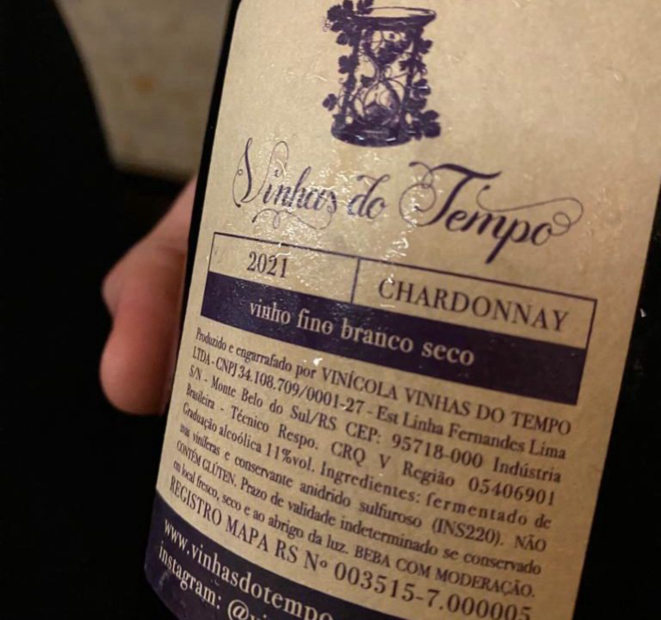 Vinhas do Tempo
2021 CHARDONNAY
vinho fino branco seco
Produzido e engarrafado por VINÍCOLA VINHAS DO TEMPO
LTDA - CNPJ 34.108.709/0001-27 - Est Linha Fernandes Lima
S/N - Monte Belo do Sul/RS CEP: 95718-000 Indústria
Brasileira - Técnico Respo. CRQ V Região 05406901
Graduação alcoólica 11%vol. Ingredientes: fermentado de
uvas viníferas e conservante anidrido sulfuroso (INS220). NÃO
CONTÉM GLÚTEN. Prazo de validade indeterminado se conservado
em local fresco, seco e ao abrigo da luz. BEBA COM MODERAÇÃO.
REGISTRO MAPA RS Nº 003515-7.000005
www.vinhasdotempo
Instagram: